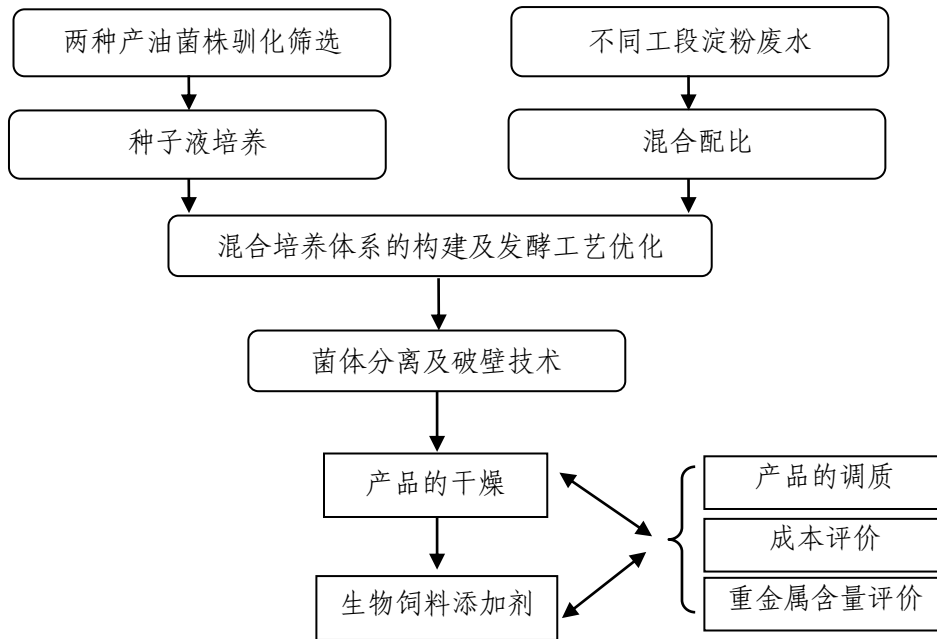 两种产油菌株驯化筛选
不同工段淀粉废水
种子液培养
混合配比
混合培养体系的构建及发酵工艺优化
菌体分离及破壁技术
产品的干燥
产品的调质
成本评价
生物饲料添加剂
重金属含量评价